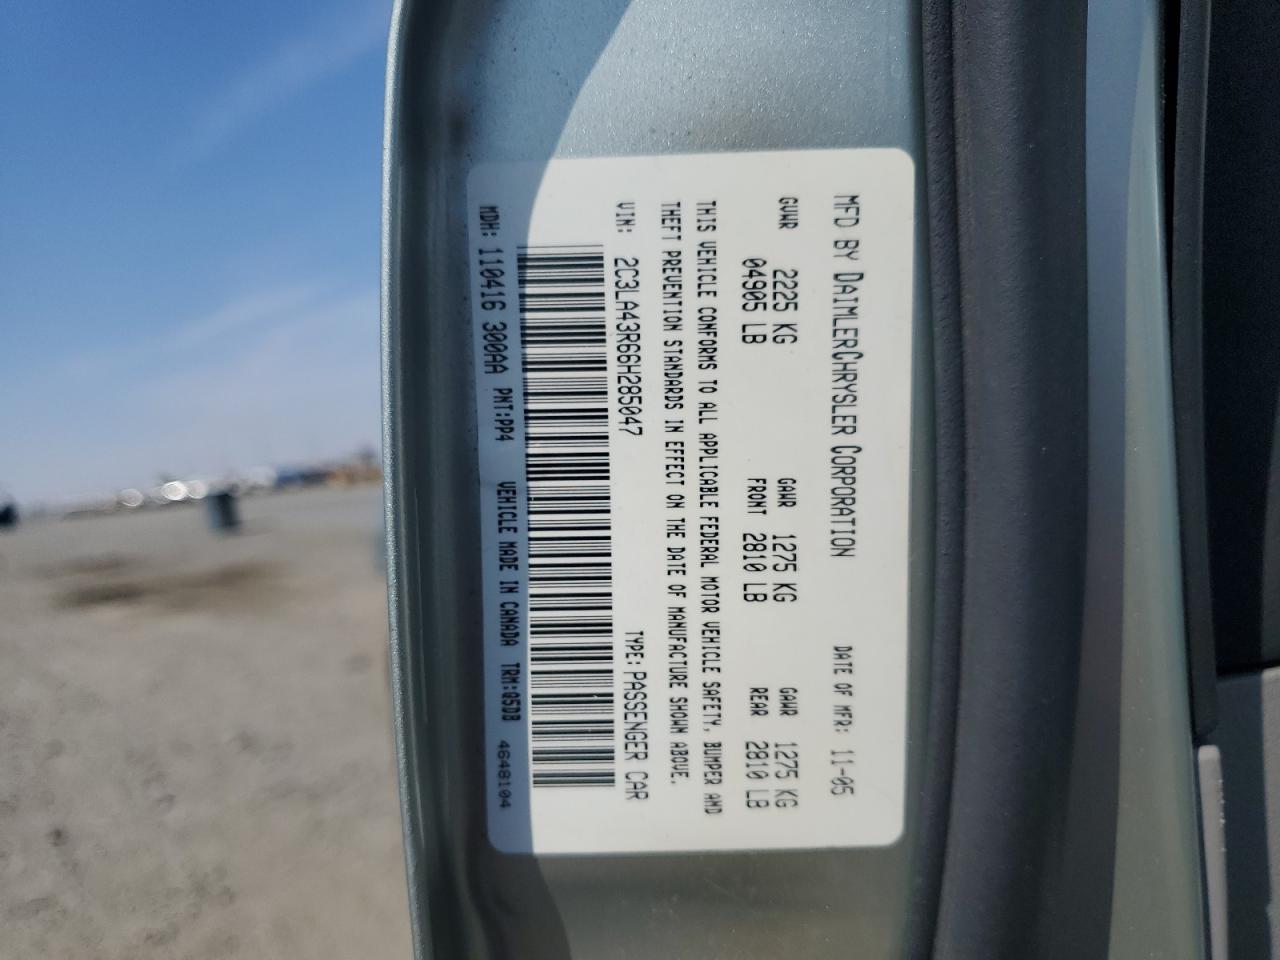 MFD BY DAIMLERCHRYSLER CORPORATION DATE OF MFR: 11-05
GVWR 2225 KG GAWR 1275 KG GAWR 1275 KG
04905 LB FRONT 2810 LB REAR 2810 LB
THIS VEHICLE CONFORMS TO ALL APPLICABLE FEDERAL MOTOR VEHICLE SAFETY, BUMPER AND
THEFT PREVENTION STANDARDS IN EFFECT ON THE DATE OF MANUFACTURE SHOWN ABOVE.
VIN: 2C3LA43R66H285047 TYPE: PASSENGER CAR
MDH: 110416 300AA PNT:PP4 VEHICLE MADE IN CANADA TRM:Q5DB 4648104